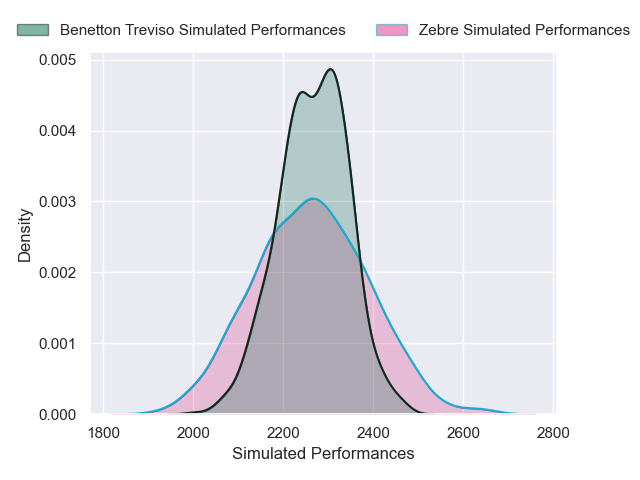 Benetton Treviso Simulated Performances Zebre Simulated Performances
0.005
0.004
0.003
0.002
0.001
0.000
Density
1800 2000 2200 2400 2600 2800
Simulated Performances